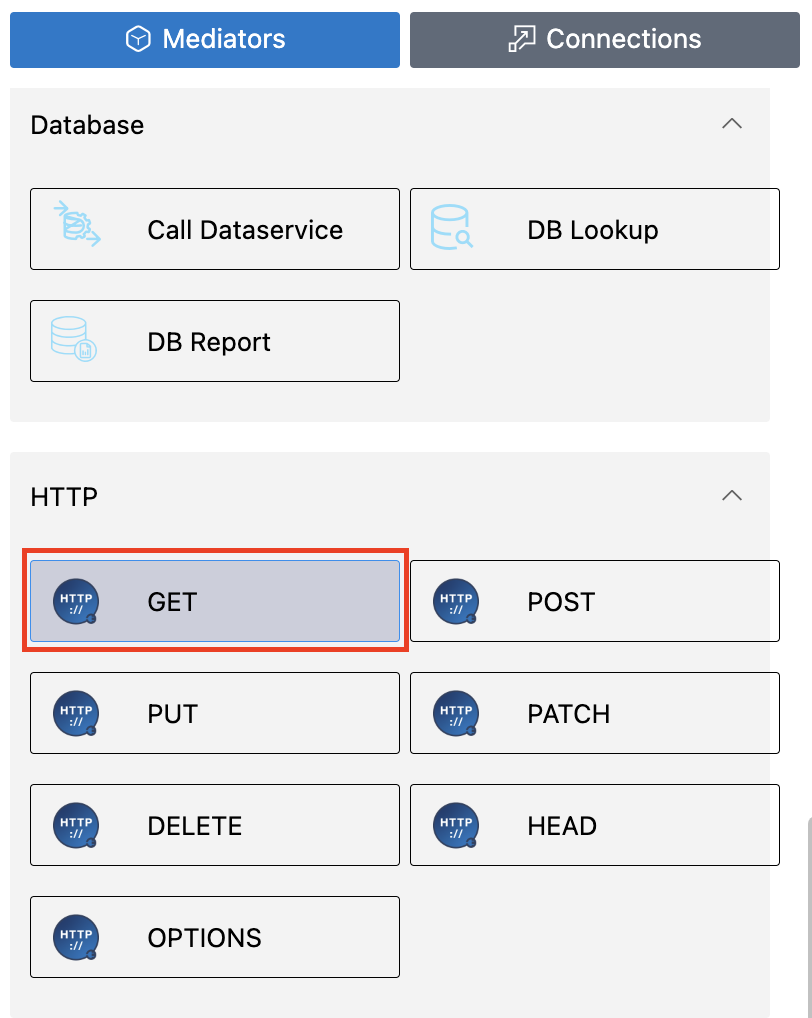 Mediators
Connections
Database
Call Dataservice
DB Lookup
DB Report
HTTP
HTTP
://
GET
HTTP
://
POST
HTTP
://
PUT
HTTP
://
PATCH
HTTP
://
DELETE
HTTP
://
HEAD
HTTP
://
OPTIONS